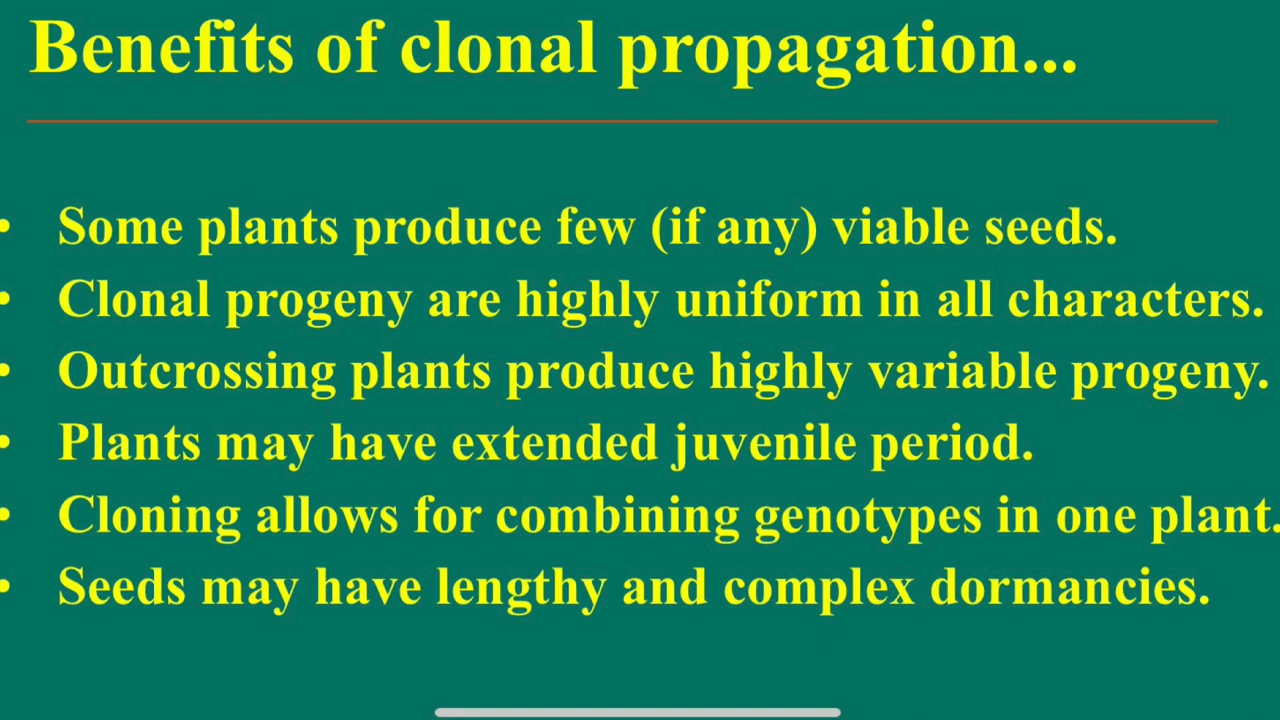 Benefits of clonal propagation...
• Some plants produce few (if any) viable seeds.
• Clonal progeny are highly uniform in all characters.
• Outcrossing plants produce highly variable progeny.
• Plants may have extended juvenile period.
• Cloning allows for combining genotypes in one plant.
• Seeds may have lengthy and complex dormancies.